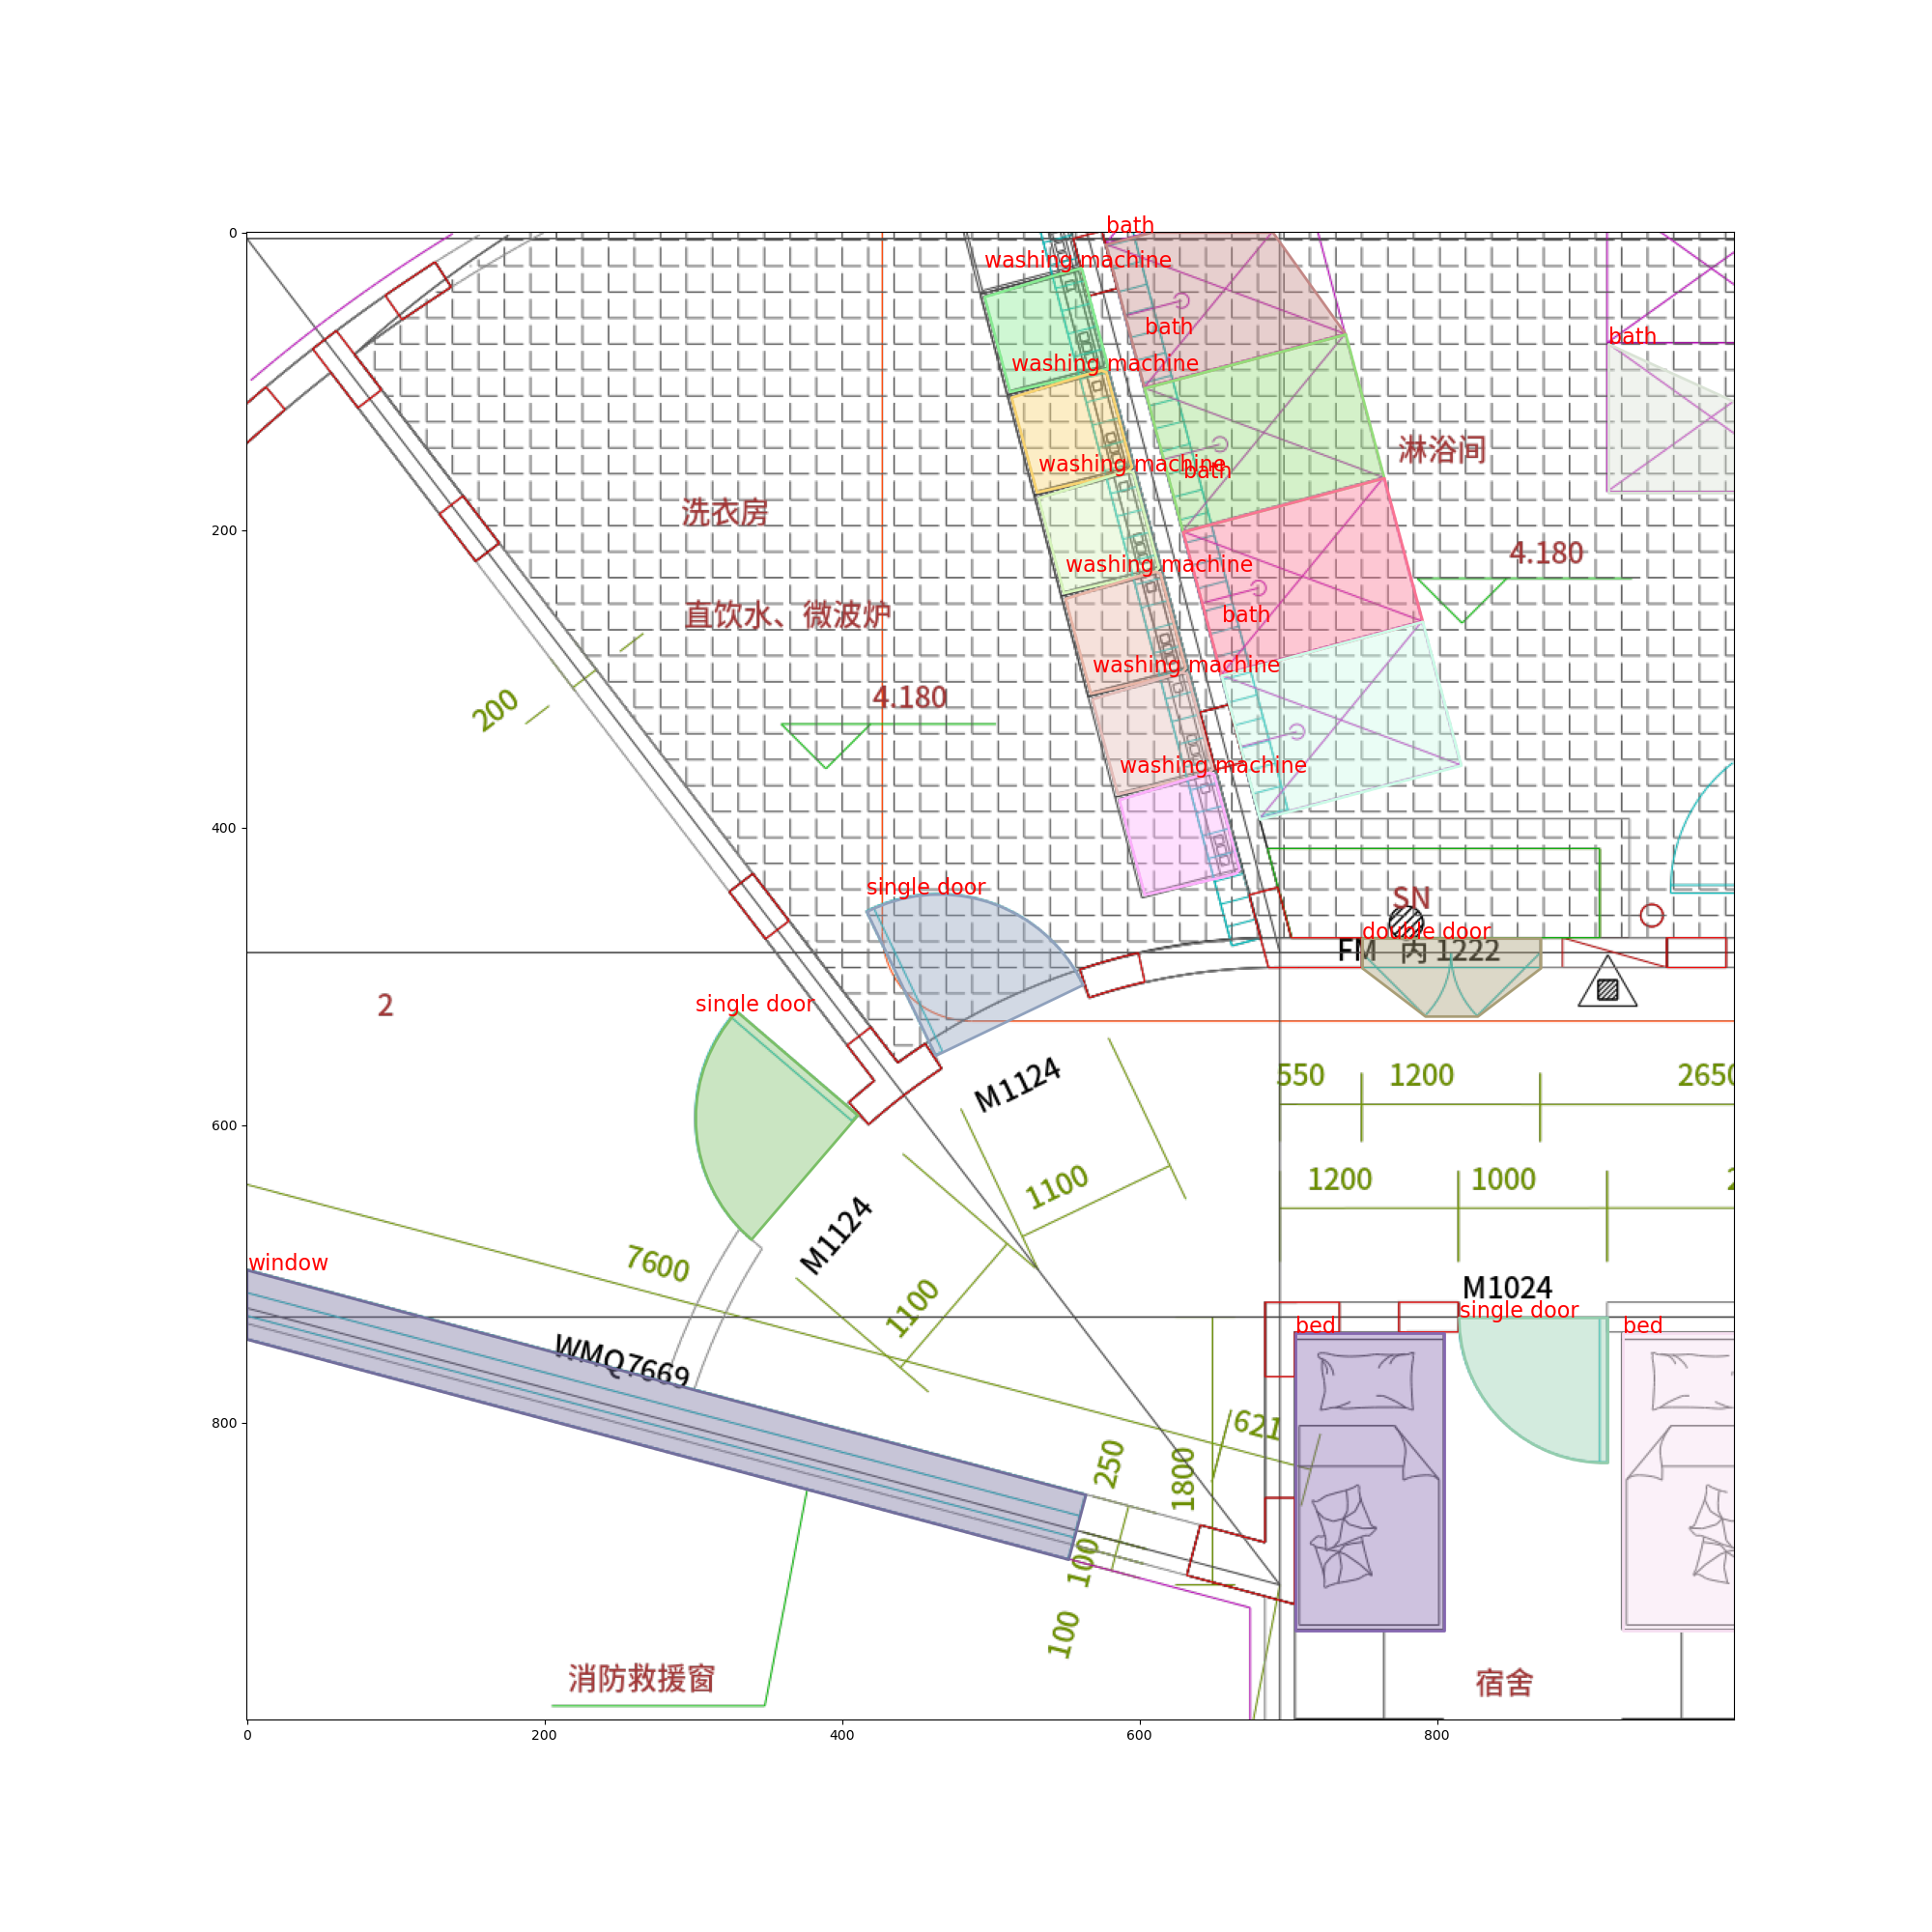 0
bath
washing machine
bath
bath
washing machine
淋浴间
washing machine
bath
洗衣房
200
4.180
washing machine
直饮水、微波炉
bath
washing machine
4.180
200
washing machine
400
single door
SN
double door
FM
内 1222
2
single door
M1124
550
1200
2650
600
1100
1200
1000
M1124
7600
window
M1024
1100
single door
bed
bed
WMQ7669
621
800
250
1800
100
100
消防救援窗
宿舍
0
200
400
600
800